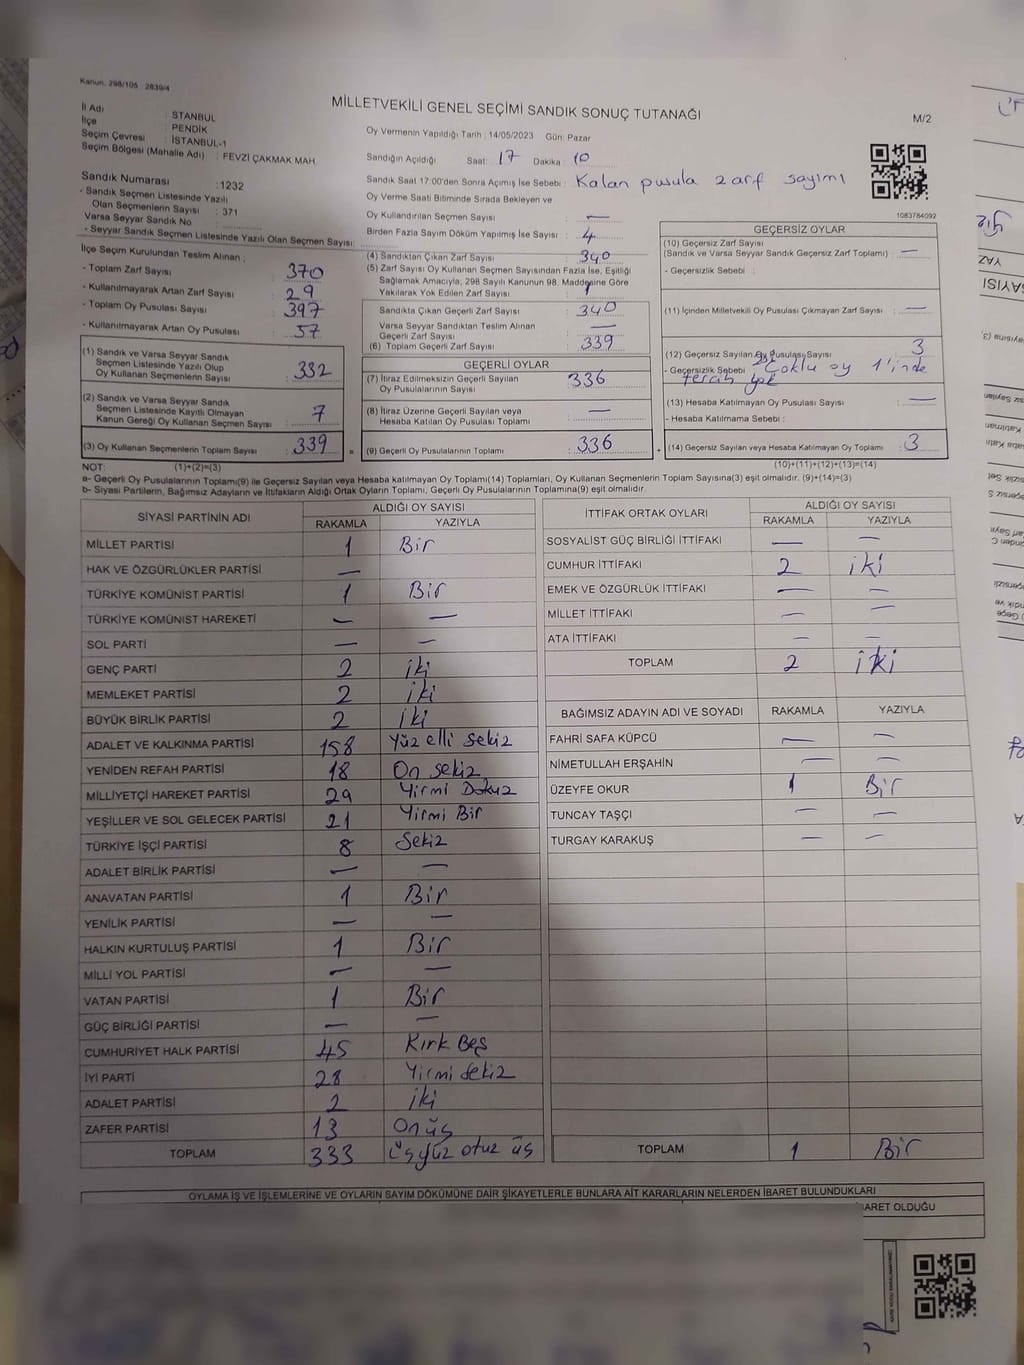 Kanun. 298/105 2839/4
MİLLETVEKİLİ GENEL SEÇİMİ SANDIK SONUÇ TUTANAĞI
M/2
İl Adı : İSTANBUL
İlçe : PENDİK
Seçim Çevresi : İSTANBUL-1
Seçim Bölgesi (Mahalle Adı) : FEVZİ ÇAKMAK MAH.
Sandık Numarası : 1232
- Sandık Seçmen Listesinde Yazılı
Olan Seçmenlerin Sayısı : 371
Varsa Seyyar Sandık No :
- Seyyar Sandık Seçmen Listesinde Yazılı Olan Seçmen Sayısı:
Oy Vermenin Yapıldığı Tarih : 14/05/2023 Gün: Pazar
Sandığın Açıldığı Saat: 17 Dakika : 10
Sandık Saat 17:00'den Sonra Açımış İse Sebebi : Kalan pusula zarf sayımı
Oy Verme Saati Bitiminde Sırada Bekleyen ve
Oy Kullandırılan Seçmen Sayısı : —
Birden Fazla Sayım Döküm Yapılmış İse Sayısı : 4
1083784092
İlçe Seçim Kurulundan Teslim Alınan ;
- Toplam Zarf Sayısı : 370
- Kullanılmayarak Artan Zarf Sayısı : 29
- Toplam Oy Pusulası Sayısı : 397
- Kullanılmayarak Artan Oy Pusulası : 57
(1) Sandık ve Varsa Seyyar Sandık
Seçmen Listesinde Yazılı Olup
Oy Kullanan Seçmenlerin Sayısı : 332
(2) Sandık ve Varsa Seyyar Sandık
Seçmen Listesinde Kayıtlı Olmayan
Kanun Gereği Oy Kullanan Seçmen Sayısı : 7
(3) Oy Kullanan Seçmenlerin Toplam Sayısı : 339
(4) Sandıktan Çıkan Zarf Sayısı : 340
(5) Zarf Sayısı Oy Kullanan Seçmen Sayısından Fazla İse, Eşitliği
Sağlamak Amacıyla; 298 Sayılı Kanunun 98. Maddesine Göre
Yakılarak Yok Edilen Zarf Sayısı : 1
Sandıkta Çıkan Geçerli Zarf Sayısı : 340
Varsa Seyyar Sandıktan Teslim Alınan
Geçerli Zarf Sayısı : —
(6) Toplam Geçerli Zarf Sayısı : 339
GEÇERLİ OYLAR
(7) İtiraz Edilmeksizin Geçerli Sayılan
Oy Pusulalarının Sayısı : 336
(8) İtiraz Üzerine Geçerli Sayılan veya
Hesaba Katılan Oy Pusulası Toplamı : —
(9) Geçerli Oy Pusulalarının Toplamı : 336
GEÇERSİZ OYLAR
(10) Geçersiz Zarf Sayısı
(Sandık ve Varsa Seyyar Sandık Geçersiz Zarf Toplamı) : —
- Geçersizlik Sebebi :
(11) İçinden Milletvekili Oy Pusulası Çıkmayan Zarf Sayısı : —
(12) Geçersiz Sayılan Oy Pusulası Sayısı : 3
- Geçersizlik Sebebi Çoklu oy 1'inde
tercih yok
(13) Hesaba Katılmayan Oy Pusulası Sayısı : —
- Hesaba Katılmama Sebebi :
(14) Geçersiz Sayılan veya Hesaba Katılmayan Oy Toplamı : 3
NOT: (1)+(2)=(3)
(10)+(11)+(12)+(13)=(14)
a- Geçerli Oy Pusulalarının Toplamı(9) ile Geçersiz Sayılan veya Hesaba katılmayan Oy Toplamı(14) Toplamları, Oy Kullanan Seçmenlerin Toplam Sayısına(3) eşit olmalıdır. (9)+(14)=(3)
b- Siyasi Partilerin, Bağımsız Adayların ve İttifakların Aldığı Ortak Oyların Toplamı, Geçerli Oy Pusulalarının Toplamına(9) eşit olmalıdır.
SİYASİ PARTİNİN ADI ALDIĞI OY SAYISI
RAKAMLA YAZIYLA
MİLLET PARTİSİ 1 Bir
HAK VE ÖZGÜRLÜKLER PARTİSİ —
TÜRKİYE KOMÜNİST PARTİSİ 1 Bir
TÜRKİYE KOMÜNİST HAREKETİ — —
SOL PARTİ — —
GENÇ PARTİ 2 iki
MEMLEKET PARTİSİ 2 iki
BÜYÜK BİRLİK PARTİSİ 2 iki
ADALET VE KALKINMA PARTİSİ 158 Yüz elli sekiz
YENİDEN REFAH PARTİSİ 18 On sekiz
MİLLİYETÇİ HAREKET PARTİSİ 29 Yirmi Dokuz
YEŞİLLER VE SOL GELECEK PARTİSİ 21 Yirmi Bir
TÜRKİYE İŞÇİ PARTİSİ 8 Sekiz
ADALET BİRLİK PARTİSİ — —
ANAVATAN PARTİSİ 1 Bir
YENİLİK PARTİSİ — —
HALKIN KURTULUŞ PARTİSİ 1 Bir
MİLLİ YOL PARTİSİ — —
VATAN PARTİSİ 1 Bir
GÜÇ BİRLİĞİ PARTİSİ — —
CUMHURİYET HALK PARTİSİ 45 Kırk Beş
İYİ PARTİ 28 Yirmi sekiz
ADALET PARTİSİ 2 iki
ZAFER PARTİSİ 13 Onüç
TOPLAM 333 üçyüz otuz üç
İTTİFAK ORTAK OYLARI ALDIĞI OY SAYISI
RAKAMLA YAZIYLA
SOSYALİST GÜÇ BİRLİĞİ İTTİFAKI — —
CUMHUR İTTİFAKI 2 iki
EMEK VE ÖZGÜRLÜK İTTİFAKI — —
MİLLET İTTİFAKI — —
ATA İTTİFAKI — —
TOPLAM 2 iki
BAĞIMSIZ ADAYIN ADI VE SOYADI RAKAMLA YAZIYLA
FAHRİ SAFA KÜPCÜ — —
NİMETULLAH ERŞAHİN — —
ÜZEYFE OKUR 1 Bir
TUNCAY TAŞÇI — —
TURGAY KARAKUŞ — —
TOPLAM 1 Bir
OYLAMA İŞ VE İŞLEMLERİNE VE OYLARIN SAYIM DÖKÜMÜNE DAİR ŞİKAYETLERLE BUNLARA AİT KARARLARIN NELERDEN İBARET BULUNDUKLARI
BARET OLDUĞU